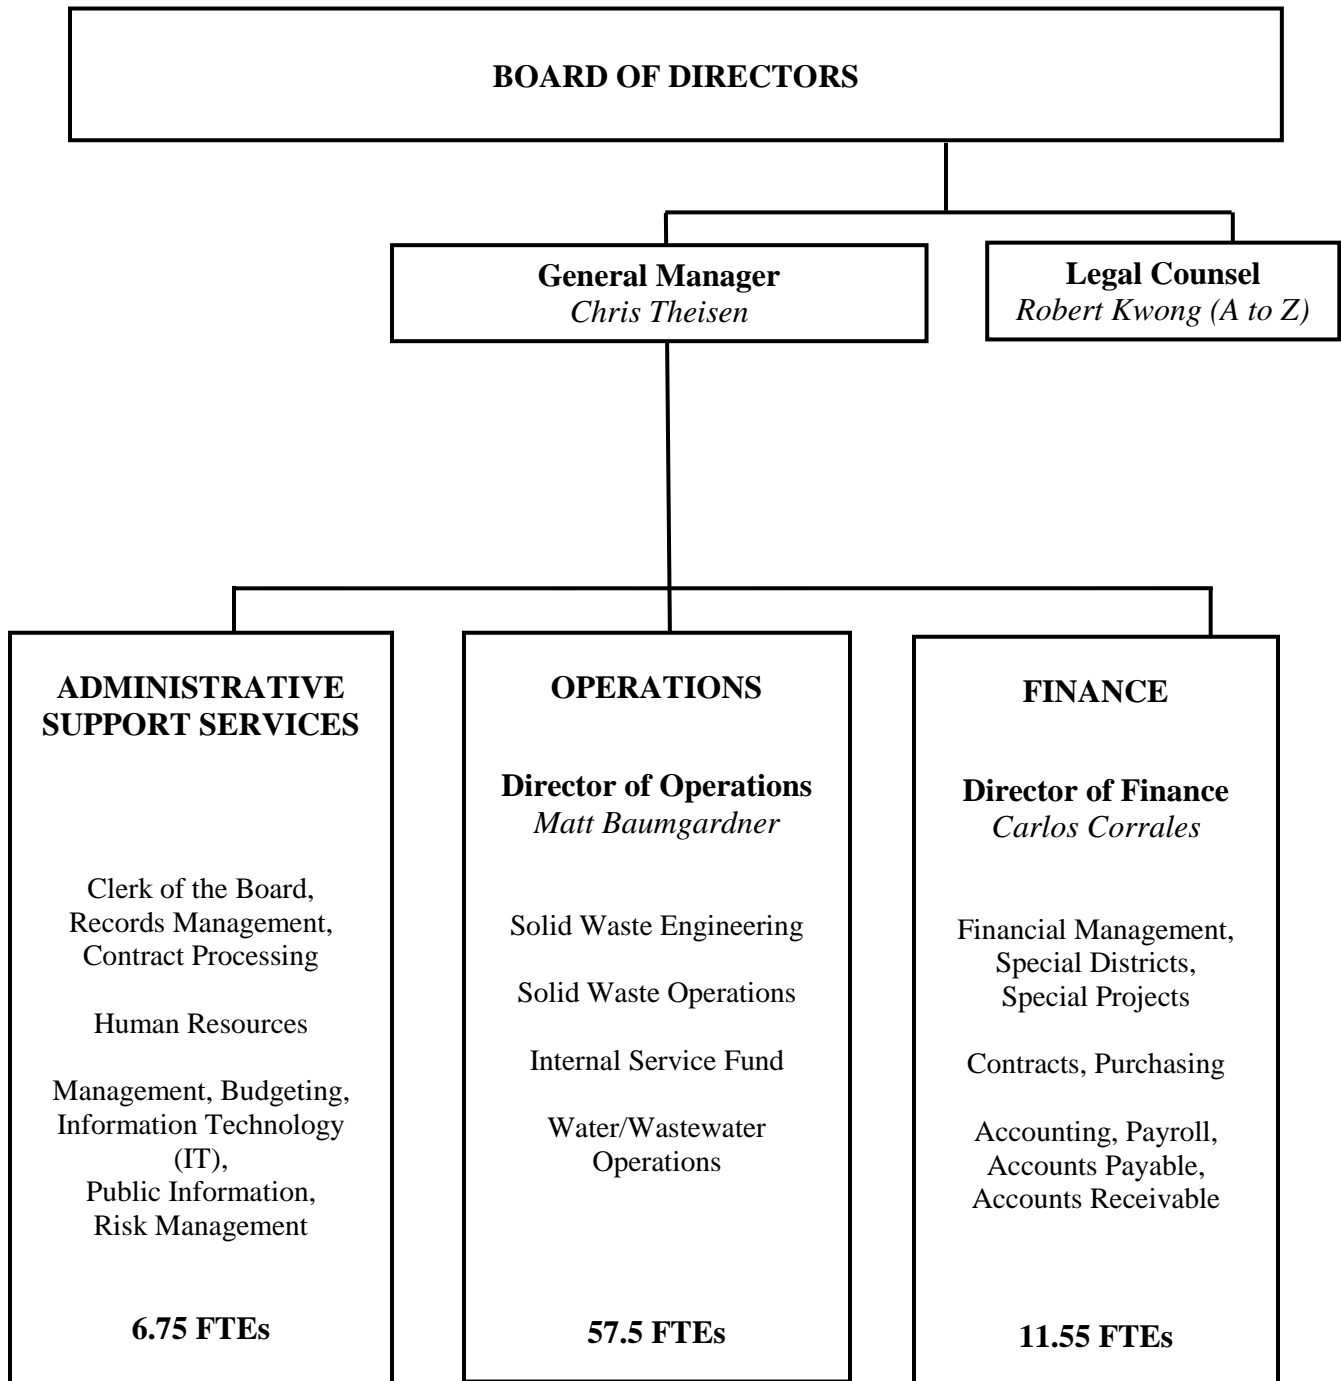 BOARD OF DIRECTORS
General Manager
Chris Theisen
Legal Counsel
Robert Kwong (A to Z)
ADMINISTRATIVE
SUPPORT SERVICES
Clerk of the Board,
Records Management,
Contract Processing
Human Resources
Management, Budgeting,
Information Technology
(IT),
Public Information,
Risk Management
6.75 FTEs
OPERATIONS
Director of Operations
Matt Baumgardner
Solid Waste Engineering
Solid Waste Operations
Internal Service Fund
Water/Wastewater
Operations
57.5 FTEs
FINANCE
Director of Finance
Carlos Corrales
Financial Management,
Special Districts,
Special Projects
Contracts, Purchasing
Accounting, Payroll,
Accounts Payable,
Accounts Receivable
11.55 FTEs